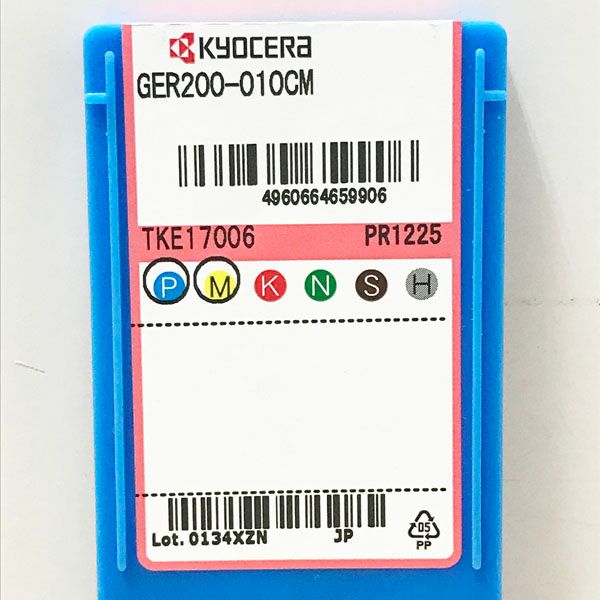 KYOCERA
GER200-010CM
4960664659906
TKE17006 PR1225
P M K N S H
Lot. 0134XZN JP
05
PP